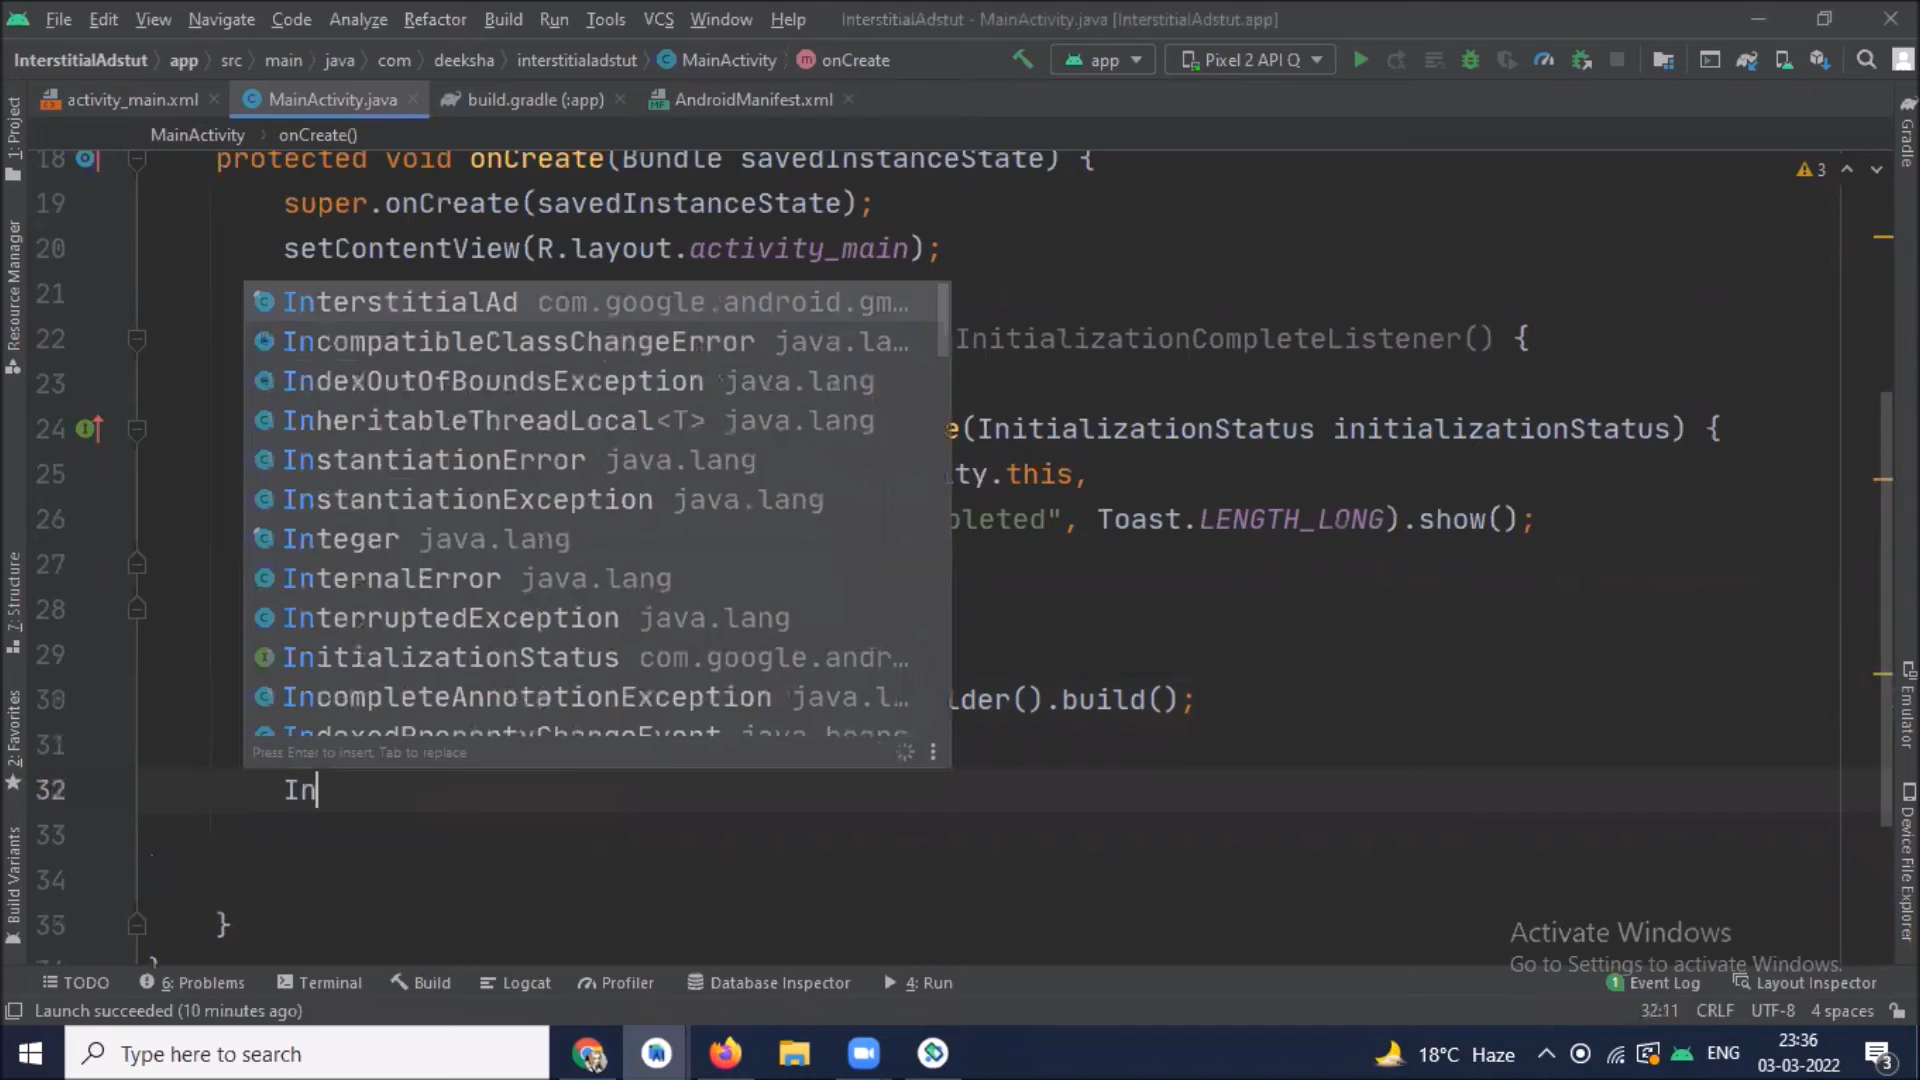 File Edit View Navigate Code Analyze Refactor Build Run Tools VCS Window Help InterstitialAdstut - MainActivity.java [InterstitialAdstut.app]
InterstitialAdstut app src main java com deeksha interstitialadstut MainActivity onCreate app Pixel 2 API Q
activity_main.xml MainActivity.java build.gradle (:app) AndroidManifest.xml
MainActivity onCreate()
18 protected void onCreate(Bundle savedInstanceState) { 3
19 super.onCreate(savedInstanceState);
20 setContentView(R.layout.activity_main);
21
InterstitialAd com.google.android.gm...
22 InitializationCompleteListener() {
IncompatibleClassChangeError java.la...
23
IndexOutOfBoundsException java.lang
InheritableThreadLocal<T> java.lang
24 e(InitializationStatus initializationStatus) {
InstantiationError java.lang
25 ty.this,
InstantiationException java.lang
26 pleted", Toast.LENGTH_LONG).show();
Integer java.lang
27
InternalError java.lang
28
InterruptedException java.lang
29
InitializationStatus com.google.andr...
30 lder().build();
IncompleteAnnotationException java.l...
IndexedPropertyChangeEvent java.beans
31
Press Enter to insert, Tab to replace
32 In
33
34
35 }
}
1: Project
Resource Manager
7: Structure
2: Favorites
Build Variants
Gradle
Emulator
Device File Explorer
Activate Windows
Go to Settings to activate Windows.
TODO 6: Problems Terminal Build Logcat Profiler Database Inspector 4: Run 1 Event Log Layout Inspector
Launch succeeded (10 minutes ago) 32:11 CRLF UTF-8 4 spaces
Type here to search 18°C Haze ENG 23:36
03-03-2022 3